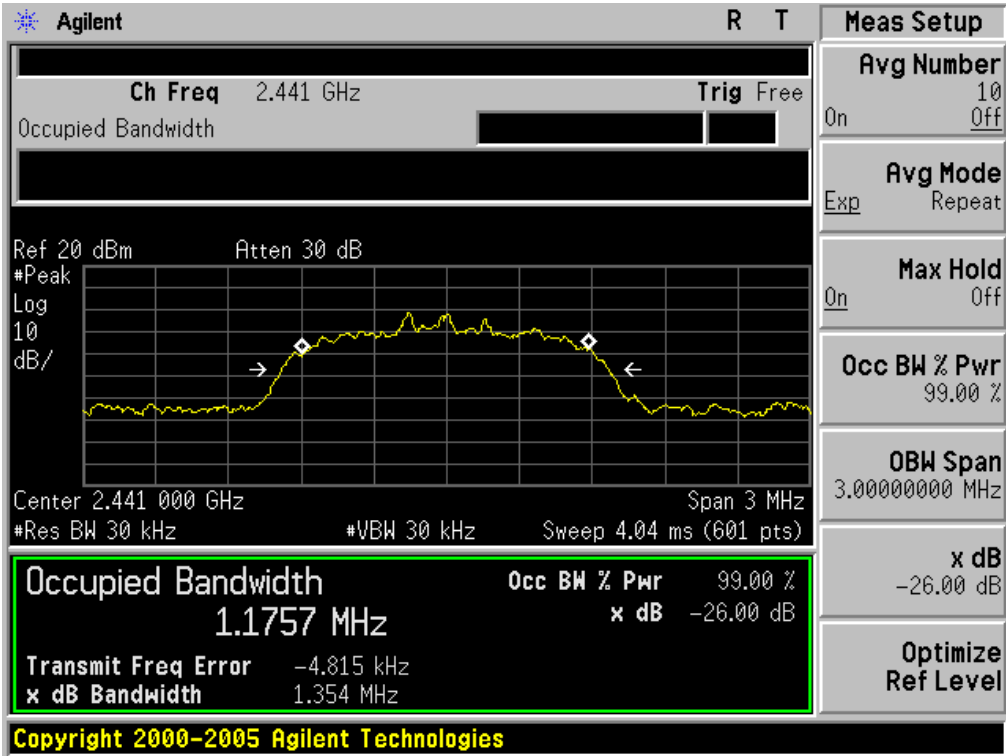 Agilent R T
Ch Freq 2.441 GHz Trig Free
Occupied Bandwidth
Ref 20 dBm Atten 30 dB
#Peak
Log
10
dB/
Center 2.441 000 GHz Span 3 MHz
#Res BW 30 kHz #VBW 30 kHz Sweep 4.04 ms (601 pts)
Occupied Bandwidth Occ BW % Pwr 99.00 %
1.1757 MHz x dB -26.00 dB
Transmit Freq Error -4.815 kHz
x dB Bandwidth 1.354 MHz
Copyright 2000-2005 Agilent Technologies
Meas Setup
Avg Number
10
On Off
Avg Mode
Exp Repeat
Max Hold
On Off
Occ BW % Pwr
99.00 %
OBW Span
3.00000000 MHz
x dB
-26.00 dB
Optimize
Ref Level